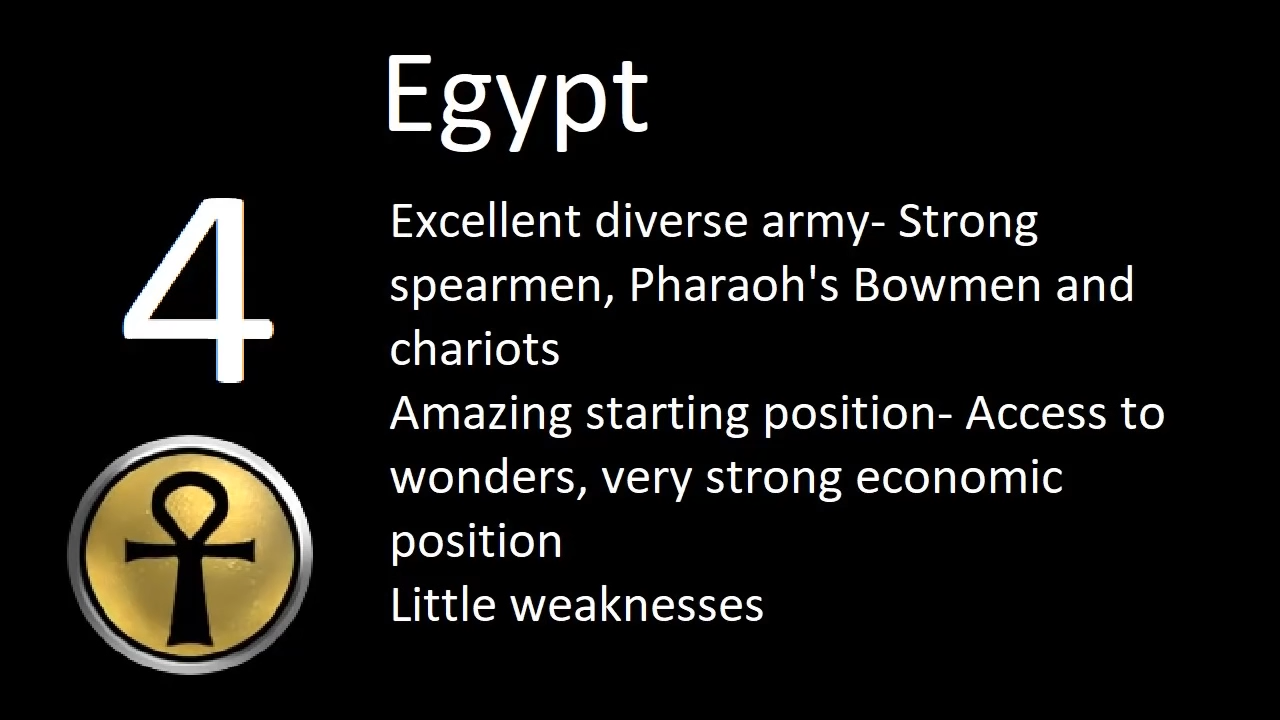 Egypt
4
Excellent diverse army- Strong
spearmen, Pharaoh's Bowmen and
chariots
Amazing starting position- Access to
wonders, very strong economic
position
Little weaknesses